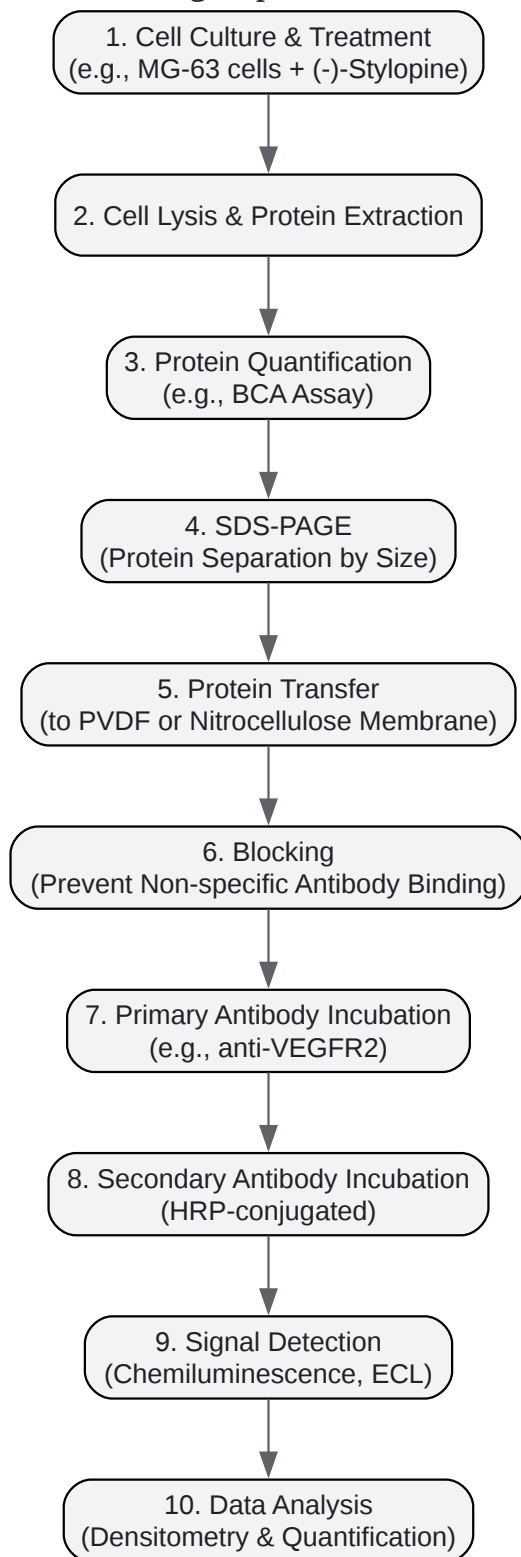 1. Cell Culture & Treatment
(e.g., MG-63 cells + (-)-Stylopine)
2. Cell Lysis & Protein Extraction
3. Protein Quantification
(e.g., BCA Assay)
4. SDS-PAGE
(Protein Separation by Size)
5. Protein Transfer
(to PVDF or Nitrocellulose Membrane)
6. Blocking
(Prevent Non-specific Antibody Binding)
7. Primary Antibody Incubation
(e.g., anti-VEGFR2)
8. Secondary Antibody Incubation
(HRP-conjugated)
9. Signal Detection
(Chemiluminescence, ECL)
10. Data Analysis
(Densitometry & Quantification)